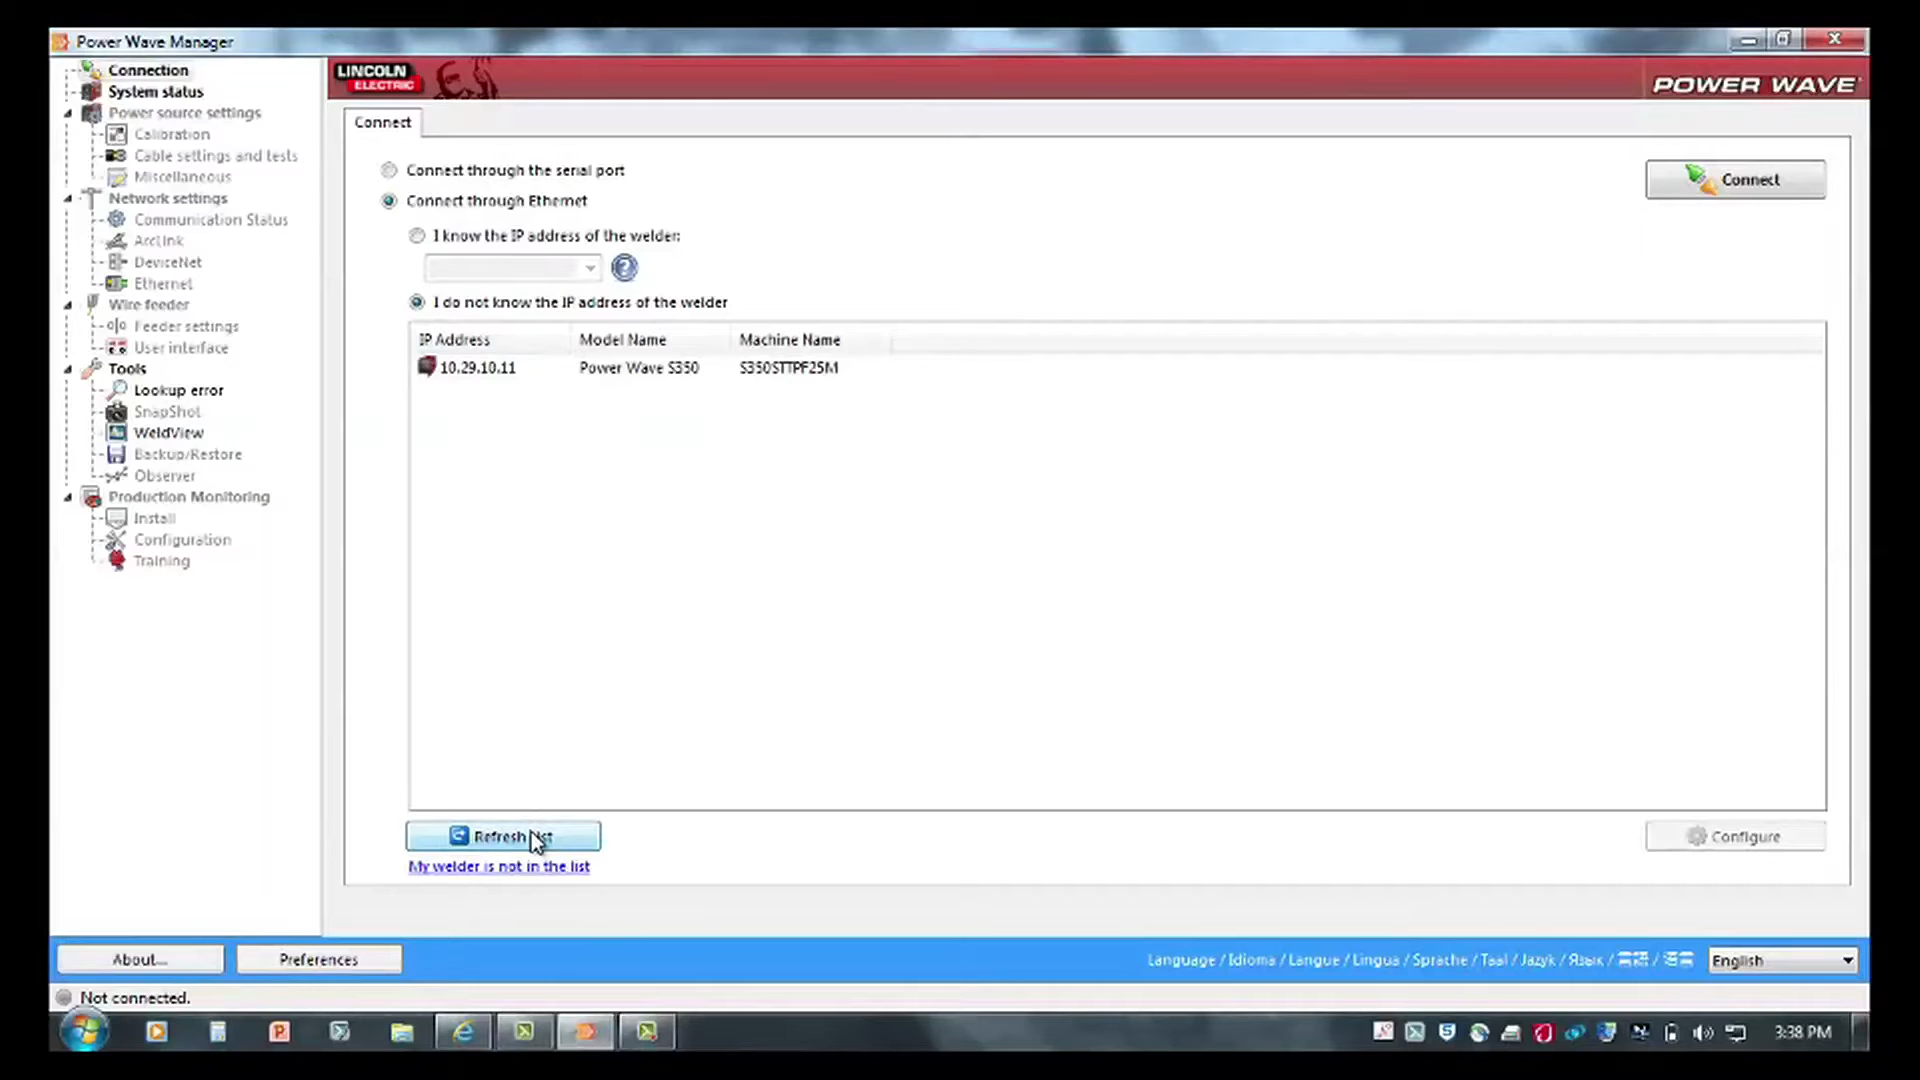 Power Wave Manager
Connection
System status
Power source settings
Calibration
Cable settings and tests
Miscellaneous
Network settings
Communication Status
ArcLink
DeviceNet
Ethernet
Wire feeder
Feeder settings
User interface
Tools
Lookup error
SnapShot
WeldView
Backup/Restore
Observer
Production Monitoring
Install
Configuration
Training
LINCOLN
ELECTRIC
POWER WAVE
Connect
Connect through the serial port
Connect
Connect through Ethernet
I know the IP address of the welder:
?
I do not know the IP address of the welder
IP Address Model Name Machine Name
10.29.10.11 Power Wave S350 S350STTPF25M
Refresh list
My welder is not in the list
Configure
About...
Preferences
Language / Idioma / Langue / Lingua / Sprache / Taal / Język / Язык /
English
Not connected.
3:38 PM